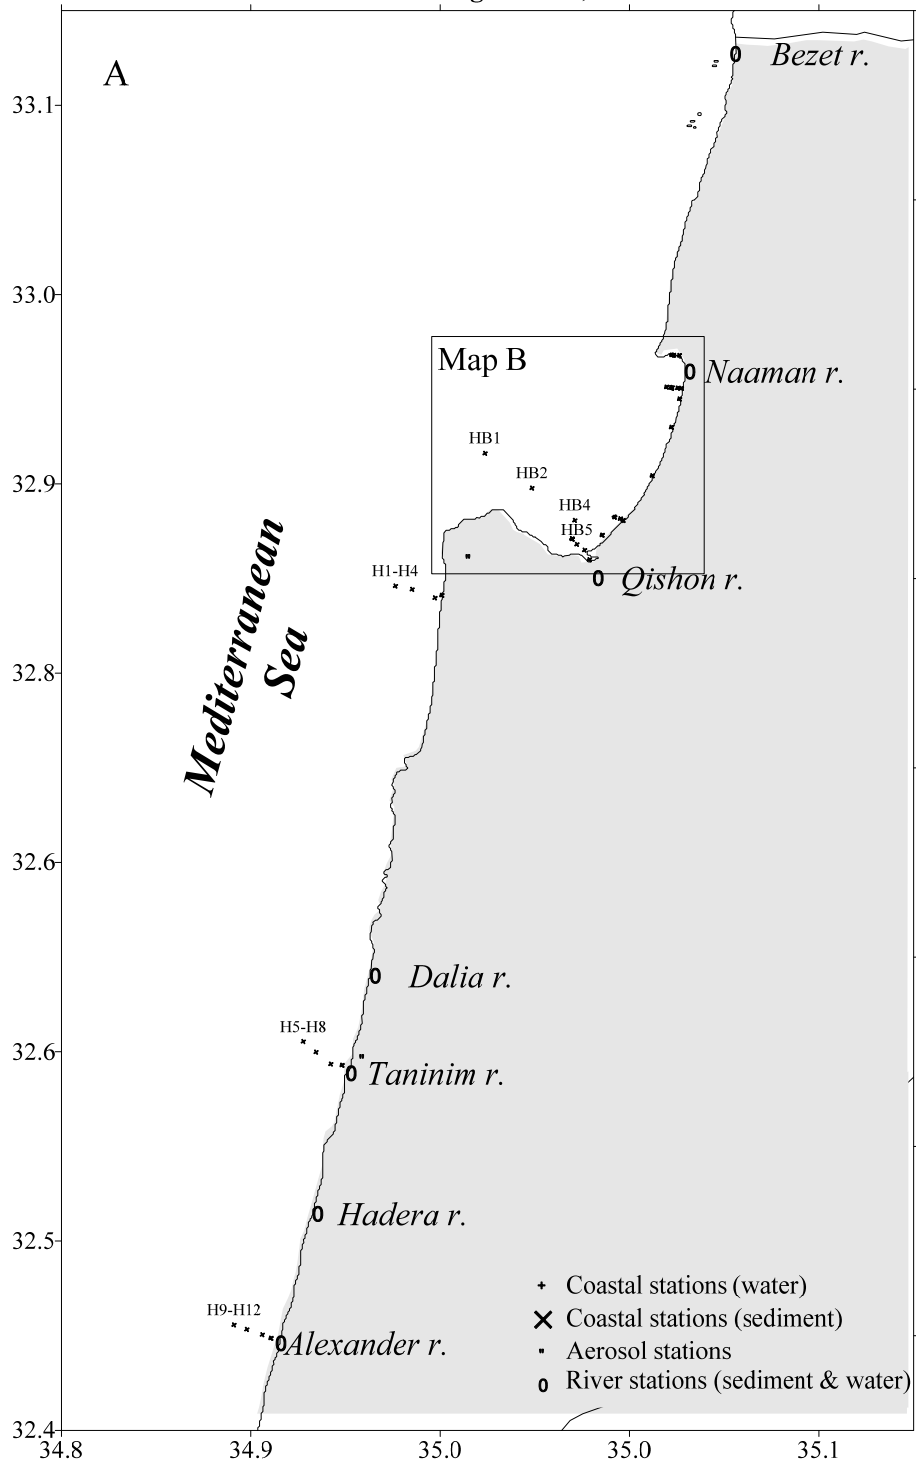 A
Bezet r.
33.1
33.0
Map B
Naaman r.
HB1
HB2
32.9
HB4
HB5
H1-H4
Qishon r.
Mediterranean
Sea
32.8
32.6
Dalia r.
H5-H8
32.6
Taninim r.
Hadera r.
32.5
Coastal stations (water)
H9-H12
Coastal stations (sediment)
Alexander r.
Aerosol stations
River stations (sediment & water)
32.4
34.8 34.9 35.0 35.0 35.1